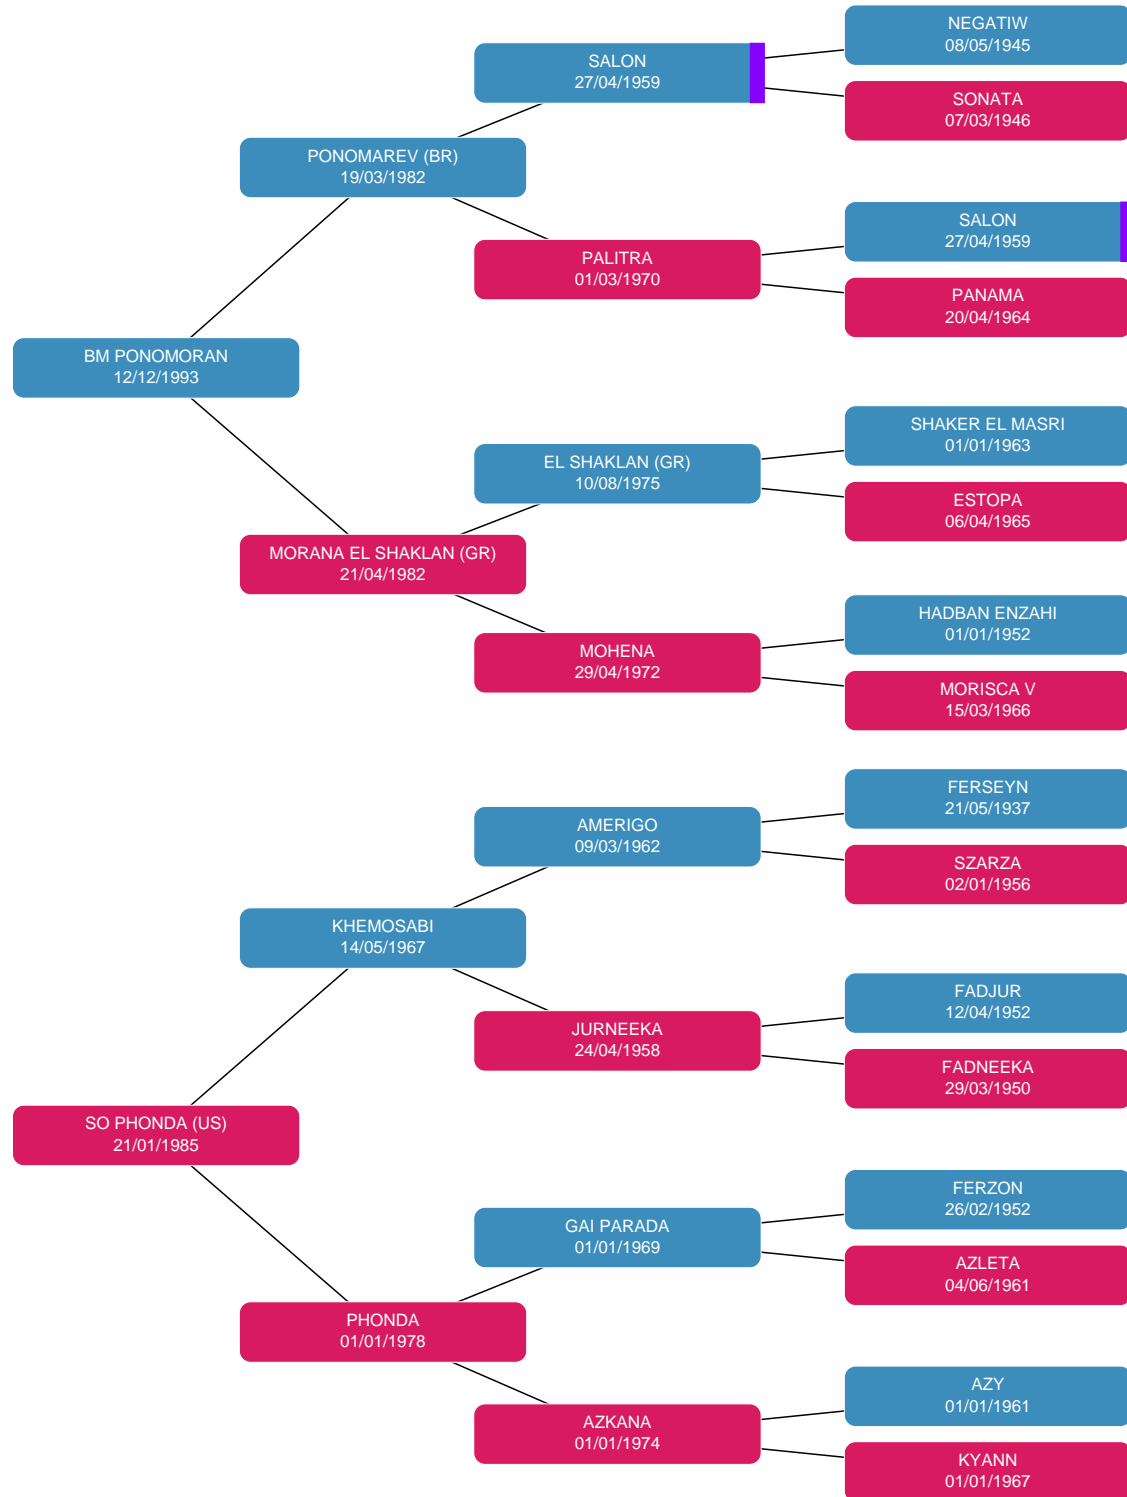 NEGATIW
08/05/1945
SALON
27/04/1959
SONATA
07/03/1946
PONOMAREV (BR)
19/03/1982
SALON
27/04/1959
PALITRA
01/03/1970
PANAMA
20/04/1964
BM PONOMORAN
12/12/1993
SHAKER EL MASRI
01/01/1963
EL SHAKLAN (GR)
10/08/1975
ESTOPA
06/04/1965
MORANA EL SHAKLAN (GR)
21/04/1982
HADBAN ENZAHI
01/01/1952
MOHENA
29/04/1972
MORISCA V
15/03/1966
FERSEYN
21/05/1937
AMERIGO
09/03/1962
SZARZA
02/01/1956
KHEMOSABI
14/05/1967
FADJUR
12/04/1952
JURNEEKA
24/04/1958
FADNEEKA
29/03/1950
SO PHONDA (US)
21/01/1985
FERZON
26/02/1952
GAI PARADA
01/01/1969
AZLETA
04/06/1961
PHONDA
01/01/1978
AZY
01/01/1961
AZKANA
01/01/1974
KYANN
01/01/1967